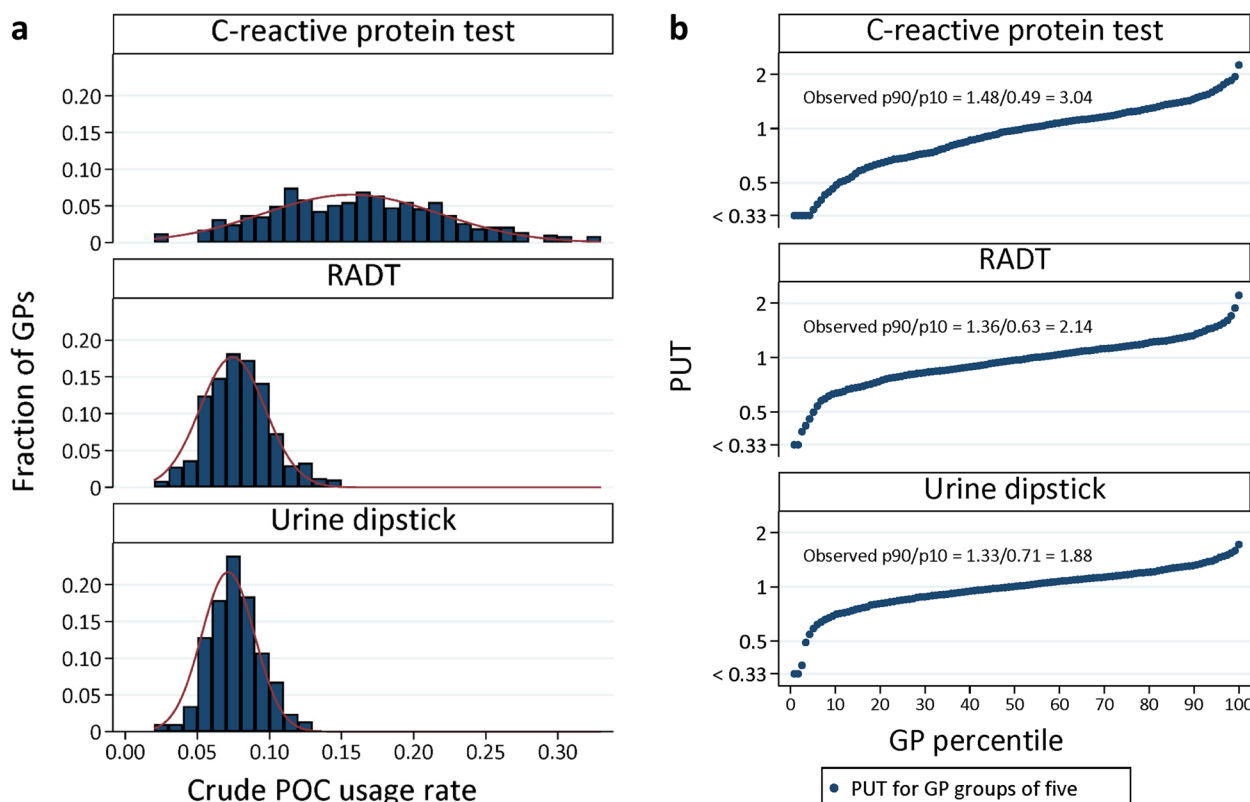 a
C-reactive protein test
0.20
0.15
0.10
0.05
0
RADT
0.20
0.15
0.10
0.05
0
Urine dipstick
0.20
0.15
0.10
0.05
0
0.00 0.05 0.10 0.15 0.20 0.25 0.30
Crude POC usage rate
Fraction of GPs
b
C-reactive protein test
Observed p90/p10 = 1.48/0.49 = 3.04
2
1
0.5
< 0.33
RADT
Observed p90/p10 = 1.36/0.63 = 2.14
2
1
0.5
< 0.33
Urine dipstick
Observed p90/p10 = 1.33/0.71 = 1.88
2
1
0.5
< 0.33
0 10 20 30 40 50 60 70 80 90 100
GP percentile
PUT
PUT for GP groups of five